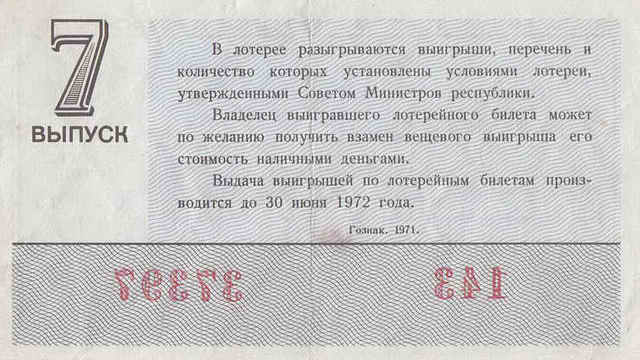 7
ВЫПУСК
В лотерее разыгрываются выигрыши, перечень и
количество которых установлены условиями лотереи,
утвержденными Советом Министров республики.
Владелец выигравшего лотерейного билета может
по желанию получить взамен вещевого выигрыша его
стоимость наличными деньгами.
Выдача выигрышей по лотерейным билетам произ-
водится до 30 июня 1972 года.
Гознак. 1971.
37397 143